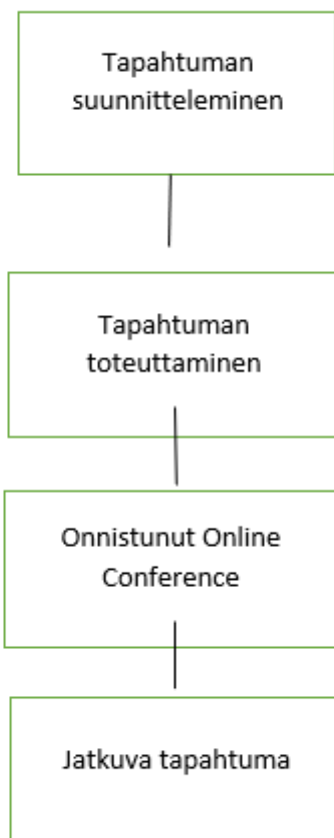 Tapahtuman
suunnitteleminen
Tapahtuman
toteuttaminen
Onnistunut Online
Conference
Jatkuva tapahtuma